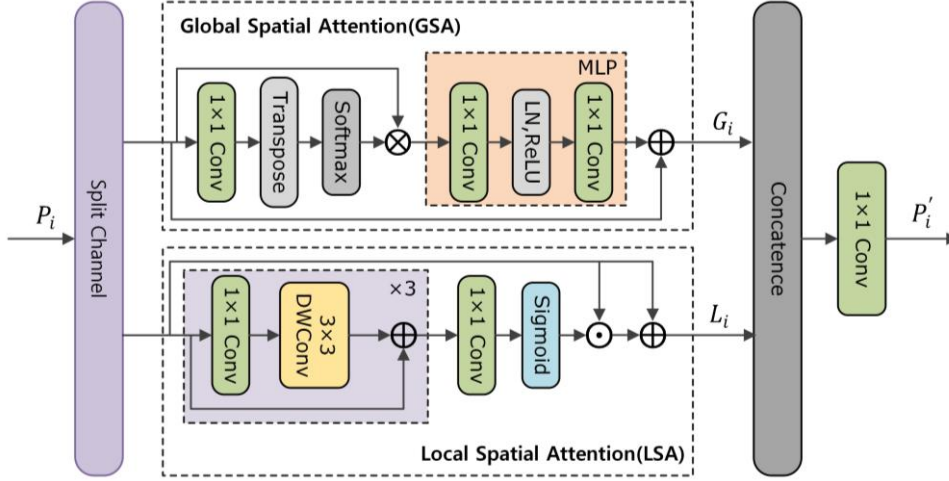 Global Spatial Attention(GSA)
MLP
1×1 Conv
Transpose
Softmax
1×1 Conv
LN,ReLU
1×1 Conv
G_i
P_i
Split Channel
Concatence
1×1 Conv
P_i'
×3
1×1 Conv
3×3
DWConv
1×1 Conv
Sigmoid
L_i
Local Spatial Attention(LSA)